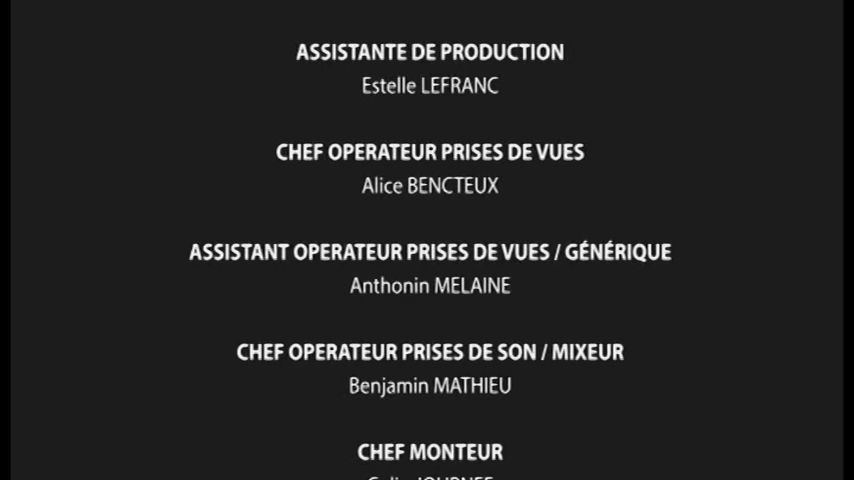 ASSISTANTE DE PRODUCTION
Estelle LEFRANC
CHEF OPERATEUR PRISES DE VUES
Alice BENCTEUX
ASSISTANT OPERATEUR PRISES DE VUES / GÉNÉRIQUE
Anthonin MELAINE
CHEF OPERATEUR PRISES DE SON / MIXEUR
Benjamin MATHIEU
CHEF MONTEUR